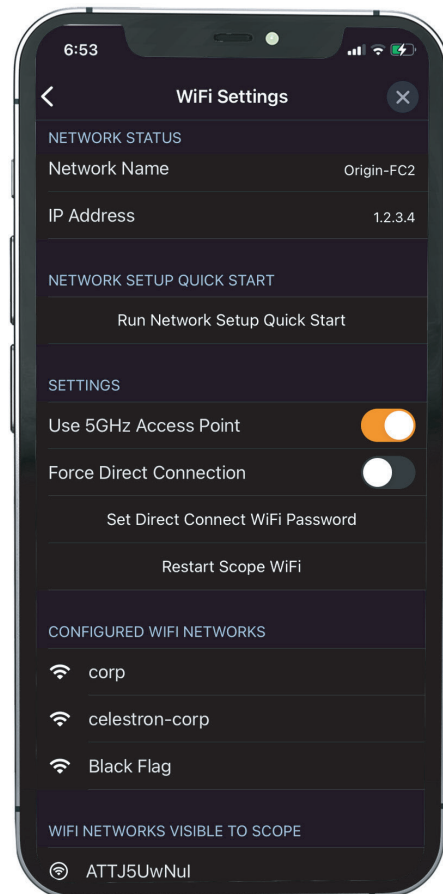 6:53
WiFi Settings
NETWORK STATUS
Network Name Origin-FC2
IP Address 1.2.3.4
NETWORK SETUP QUICK START
Run Network Setup Quick Start
SETTINGS
Use 5GHz Access Point
Force Direct Connection
Set Direct Connect WiFi Password
Restart Scope WiFi
CONFIGURED WIFI NETWORKS
corp
celestron-corp
Black Flag
WIFI NETWORKS VISIBLE TO SCOPE
ATTJ5UwNuI